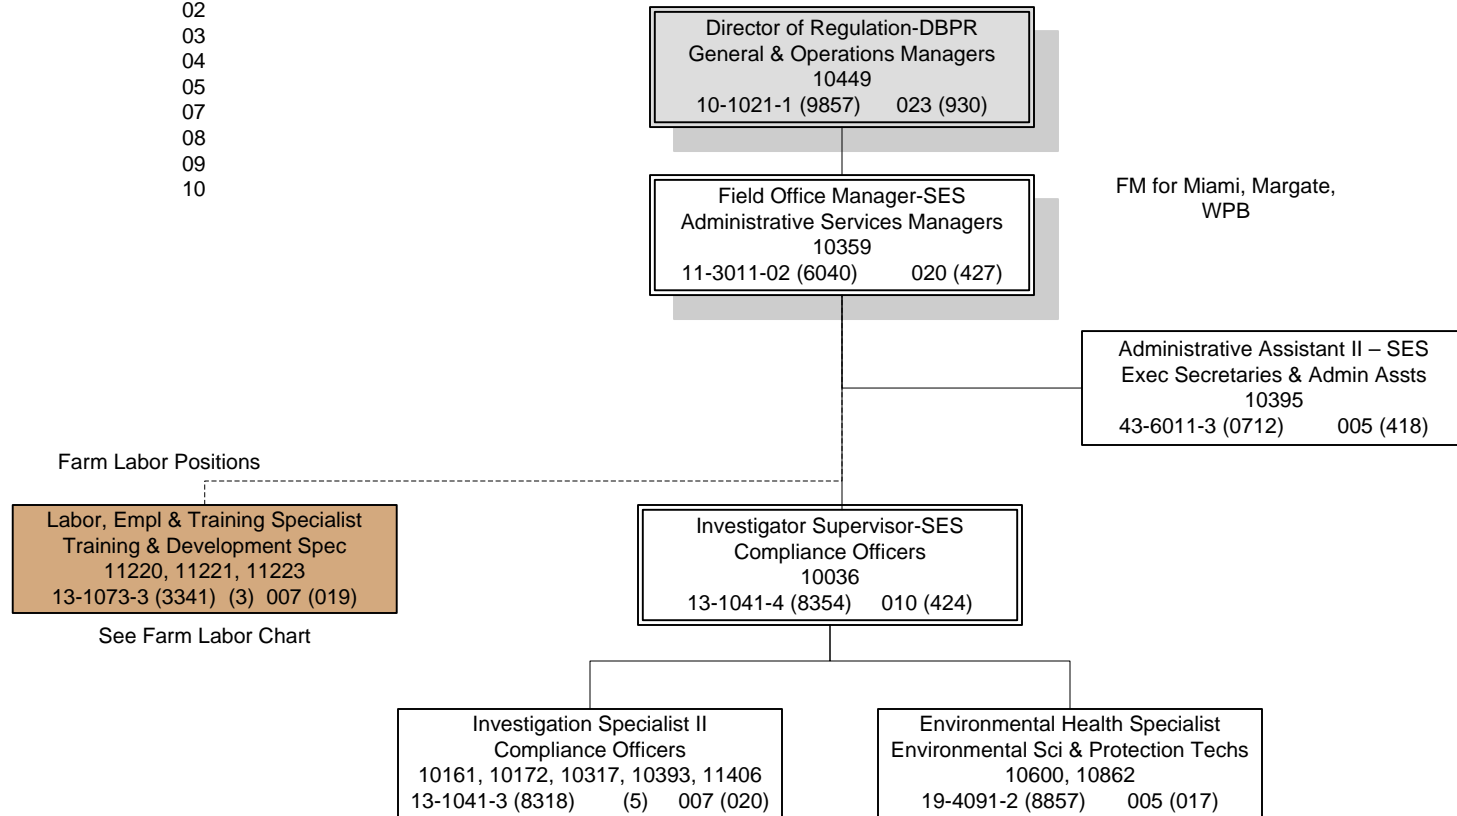 02
03
04
05
07
08
09
10
Director of Regulation-DBPR
General & Operations Managers
10449
10-1021-1 (9857) 023 (930)
Field Office Manager-SES
Administrative Services Managers
10359
11-3011-02 (6040) 020 (427)
FM for Miami, Margate,
WPB
Administrative Assistant II – SES
Exec Secretaries & Admin Assts
10395
43-6011-3 (0712) 005 (418)
Farm Labor Positions
Labor, Empl & Training Specialist
Training & Development Spec
11220, 11221, 11223
13-1073-3 (3341) (3) 007 (019)
See Farm Labor Chart
Investigator Supervisor-SES
Compliance Officers
10036
13-1041-4 (8354) 010 (424)
Investigation Specialist II
Compliance Officers
10161, 10172, 10317, 10393, 11406
13-1041-3 (8318) (5) 007 (020)
Environmental Health Specialist
Environmental Sci & Protection Techs
10600, 10862
19-4091-2 (8857) 005 (017)